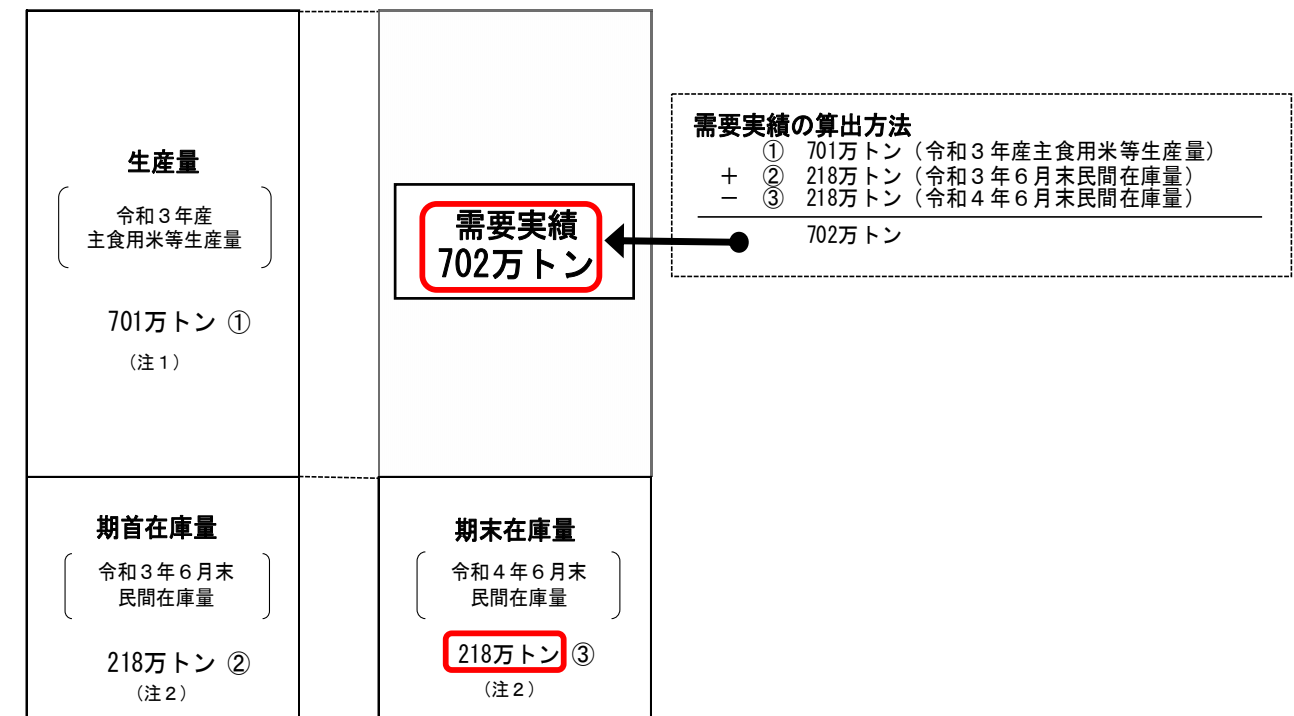 生産量
令和３年産
主食用米等生産量
701万トン ①
（注１）
需要実績
702万トン
需要実績の算出方法
① 701万トン（令和３年産主食用米等生産量）
＋ ② 218万トン（令和３年６月末民間在庫量）
－ ③ 218万トン（令和４年６月末民間在庫量）
702万トン
期首在庫量
令和３年６月末
民間在庫量
218万トン ②
（注２）
期末在庫量
令和４年６月末
民間在庫量
218万トン ③
（注２）